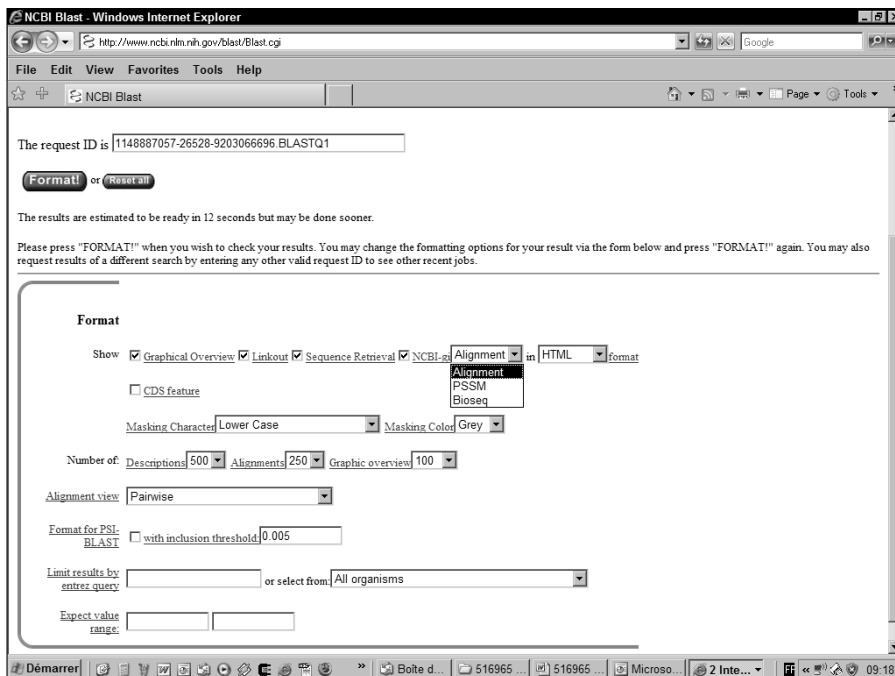 NCBI Blast - Windows Internet Explorer
http://www.ncbi.nlm.nih.gov/blast/Blast.cgi
Google
File Edit View Favorites Tools Help
NCBI Blast
Page Tools
The request ID is 1148887057-26528-9203066696.BLASTQ1
Format! or Reset all
The results are estimated to be ready in 12 seconds but may be done sooner.
Please press "FORMAT!" when you wish to check your results. You may change the formatting options for your result via the form below and press "FORMAT!" again. You may also
request results of a different search by entering any other valid request ID to see other recent jobs.
Format
Show Graphical Overview Linkout Sequence Retrieval NCBI-gi Alignment in HTML format
Alignment
PSSM
Bioseq
CDS feature
Masking Character Lower Case Masking Color Grey
Number of: Descriptions 500 Alignments 250 Graphic overview 100
Alignment view Pairwise
Format for PSI-
BLAST with inclusion threshold: 0.005
Limit results by
entrez query or select from: All organisms
Expect value
range:
Démarrer » Boîte d... 516965 ... 516965 ... Microso... 2 Inte... « 09:18